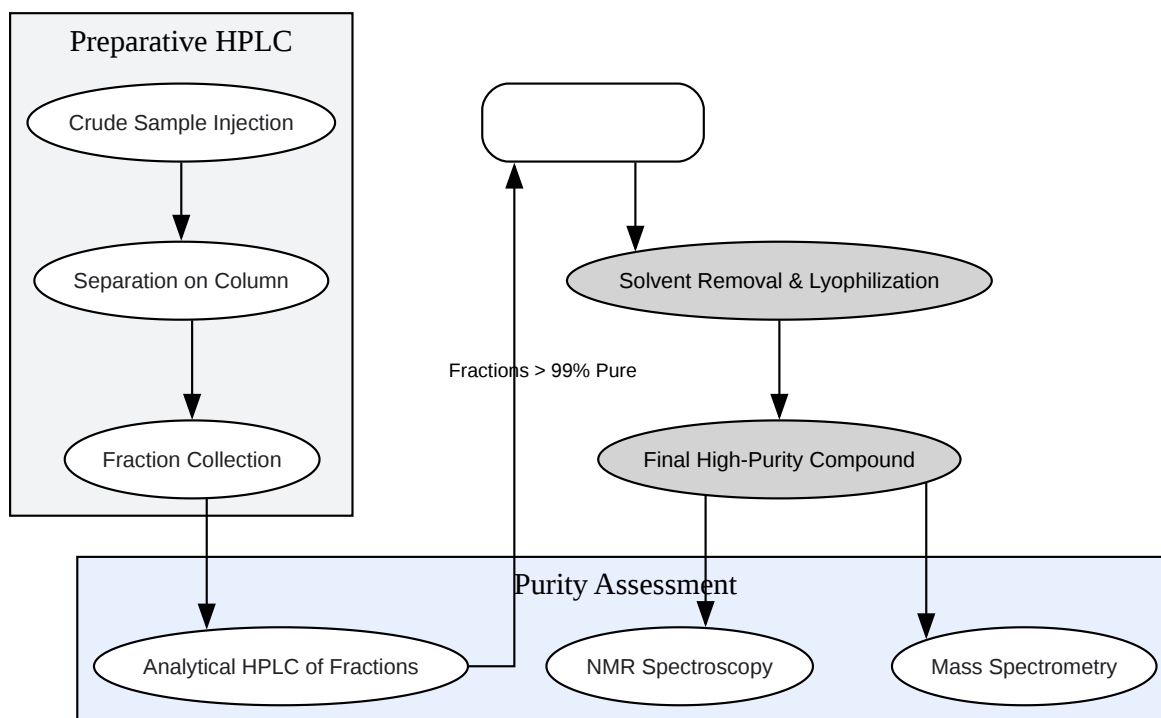 Preparative HPLC
Crude Sample Injection
Separation on Column
Solvent Removal & Lyophilization
Fractions > 99% Pure
Fraction Collection
Final High-Purity Compound
Purity Assessment
Analytical HPLC of Fractions
NMR Spectroscopy
Mass Spectrometry